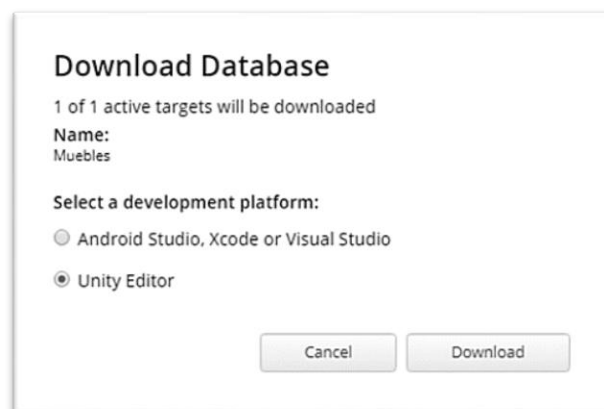 Download Database
1 of 1 active targets will be downloaded
Name:
Muebles
Select a development platform:
Android Studio, Xcode or Visual Studio
Unity Editor
Cancel
Download